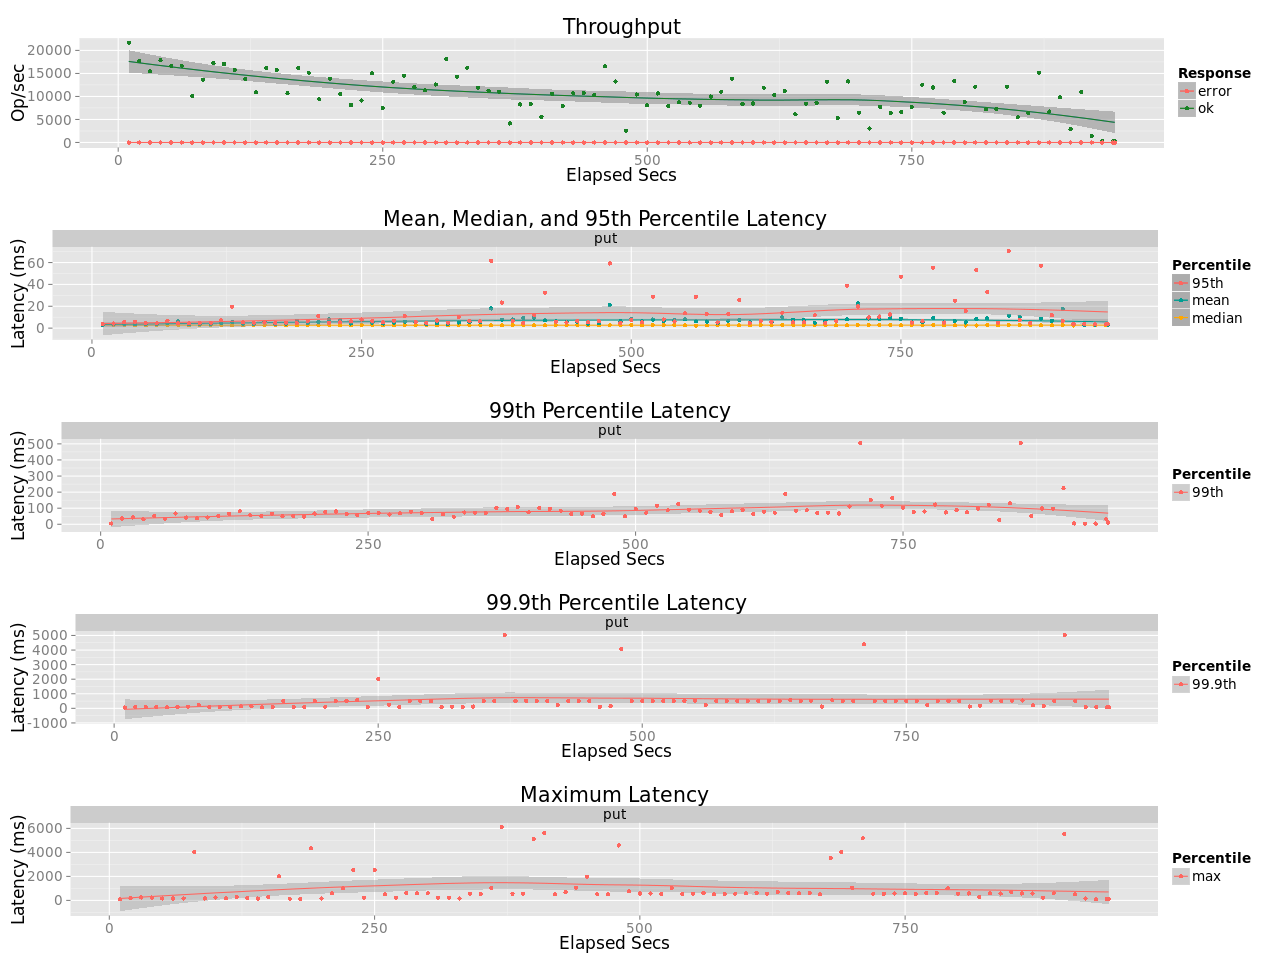 Throughput
Op/sec
20000
15000
10000
5000
0
0 250 500 750
Elapsed Secs
Response
error
ok
Mean, Median, and 95th Percentile Latency
put
Latency (ms)
60
40
20
0
0 250 500 750
Elapsed Secs
Percentile
95th
mean
median
99th Percentile Latency
put
Latency (ms)
500
400
300
200
100
0
0 250 500 750
Elapsed Secs
Percentile
99th
99.9th Percentile Latency
put
Latency (ms)
5000
4000
3000
2000
1000
0
-1000
0 250 500 750
Elapsed Secs
Percentile
99.9th
Maximum Latency
put
Latency (ms)
6000
4000
2000
0
0 250 500 750
Elapsed Secs
Percentile
max